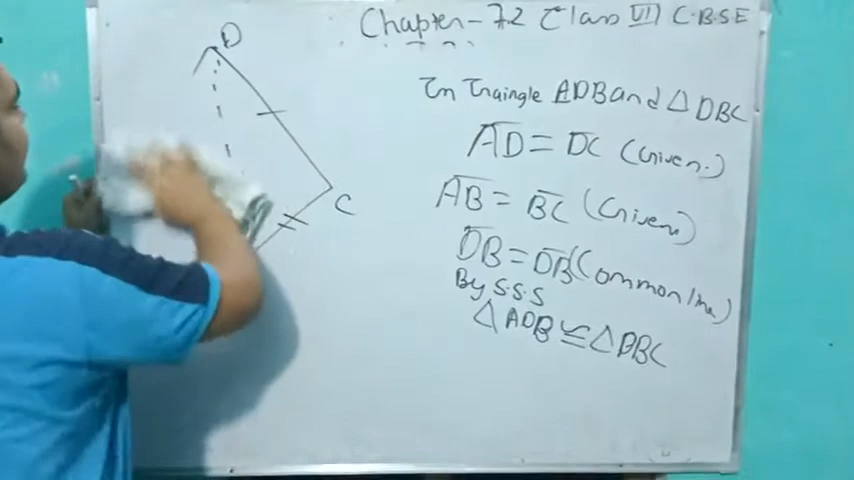 Chapter-7.2 Class VII C.B.S.E
D
C
In Traingle ADB and △ DBC
AD = DC (Given.)
AB = BC (Given)
DB = DB (Common line)
By S.S.S
△ ADB ≅ △ DBC